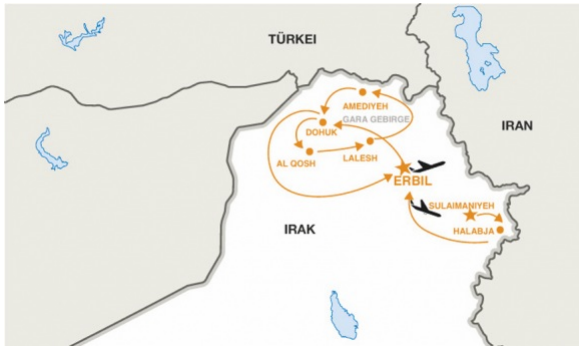 TÜRKEI
AMEDIYEH
GARA GEBIRGE
DOHUK
IRAN
AL QOSH
LALESH
ERBIL
SULAIMANIYEH
IRAK
HALABJA